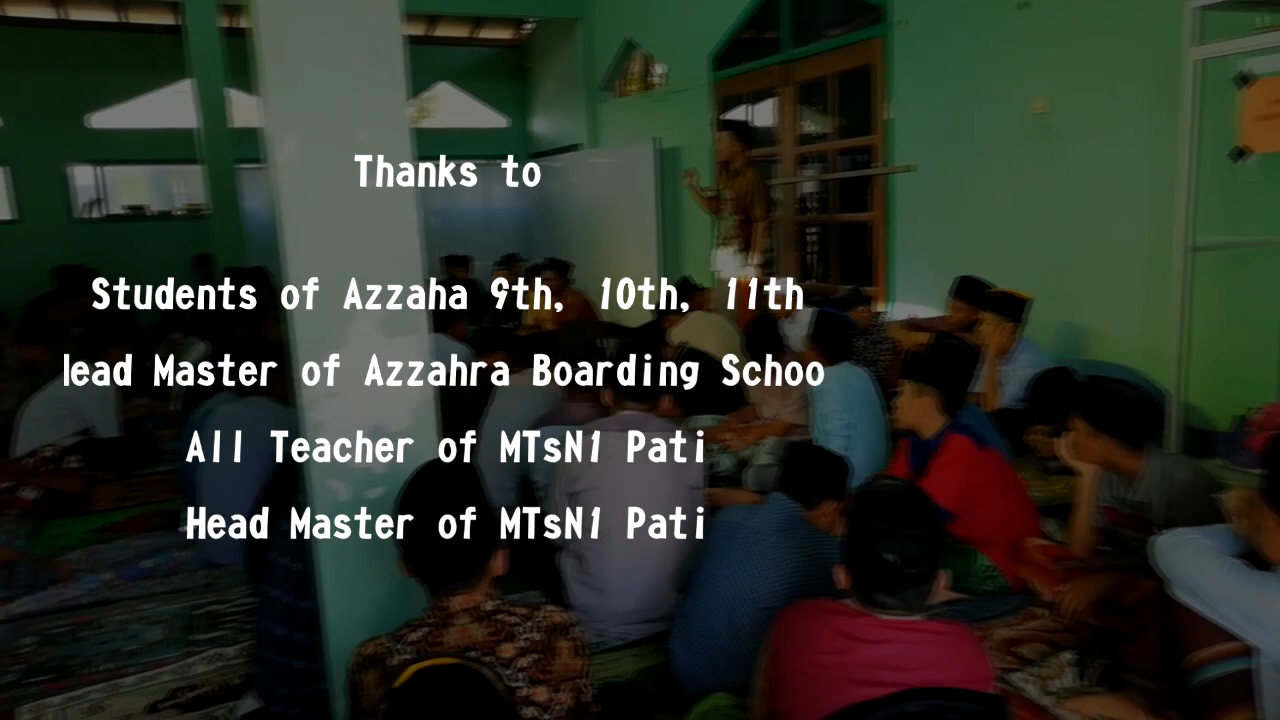 Thanks to
Students of Azzaha 9th, 10th, 11th
lead Master of Azzahra Boarding Schoo
All Teacher of MTsN1 Pati
Head Master of MTsN1 Pati